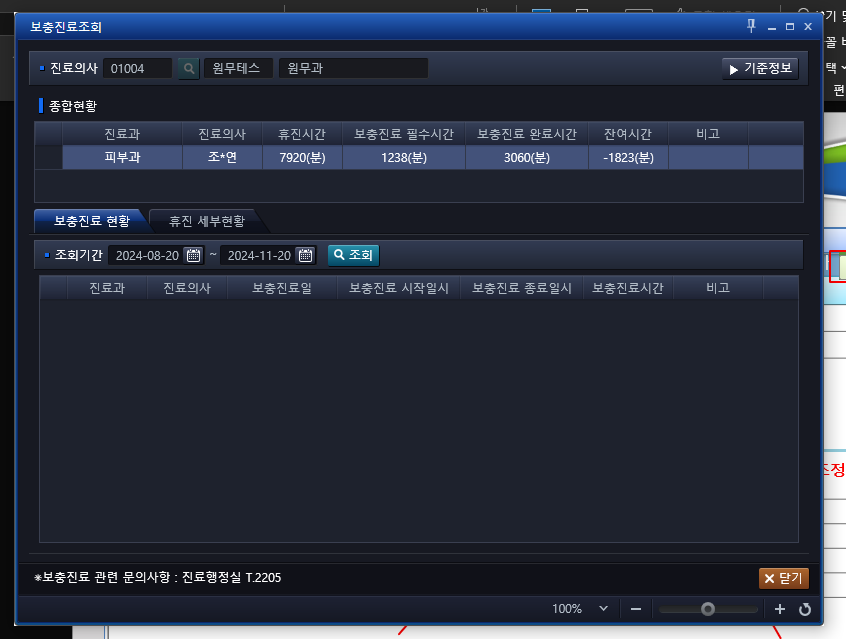 보충진료조회
진료의사 01004 원무테스 원무과 기준정보
종합현황
진료과 진료의사 휴진시간 보충진료 필수시간 보충진료 완료시간 잔여시간 비고
피부과 조*연 7920(분) 1238(분) 3060(분) -1823(분)
보충진료 현황 휴진 세부현황
조회기간 2024-08-20 ~ 2024-11-20 조회
진료과 진료의사 보충진료일 보충진료 시작일시 보충진료 종료일시 보충진료시간 비고
*보충진료 관련 문의사항 : 진료행정실 T.2205
닫기
100%